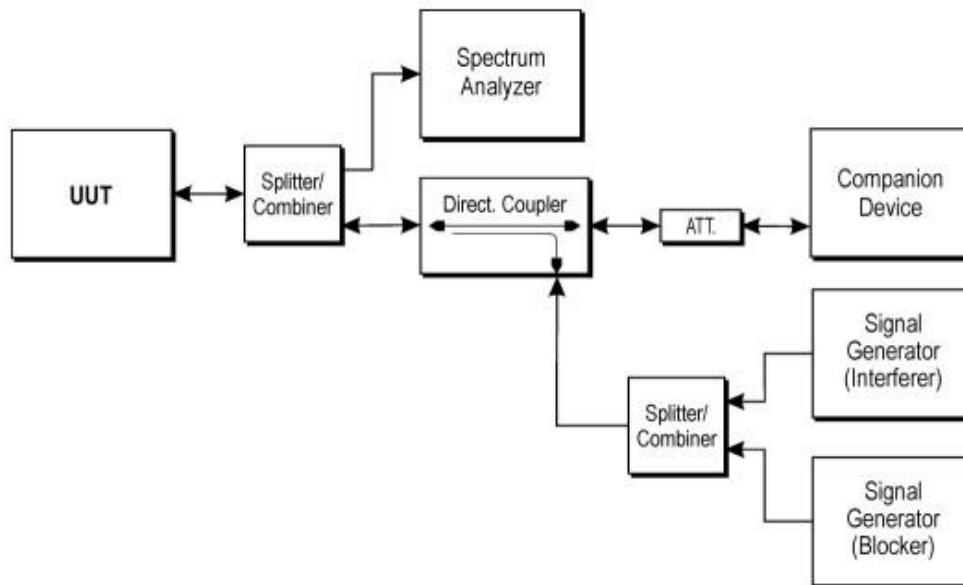 Spectrum
Analyzer
UUT
Splitter/
Combiner
Direct. Coupler
ATT.
Companion
Device
Signal
Generator
(Interferer)
Splitter/
Combiner
Signal
Generator
(Blocker)